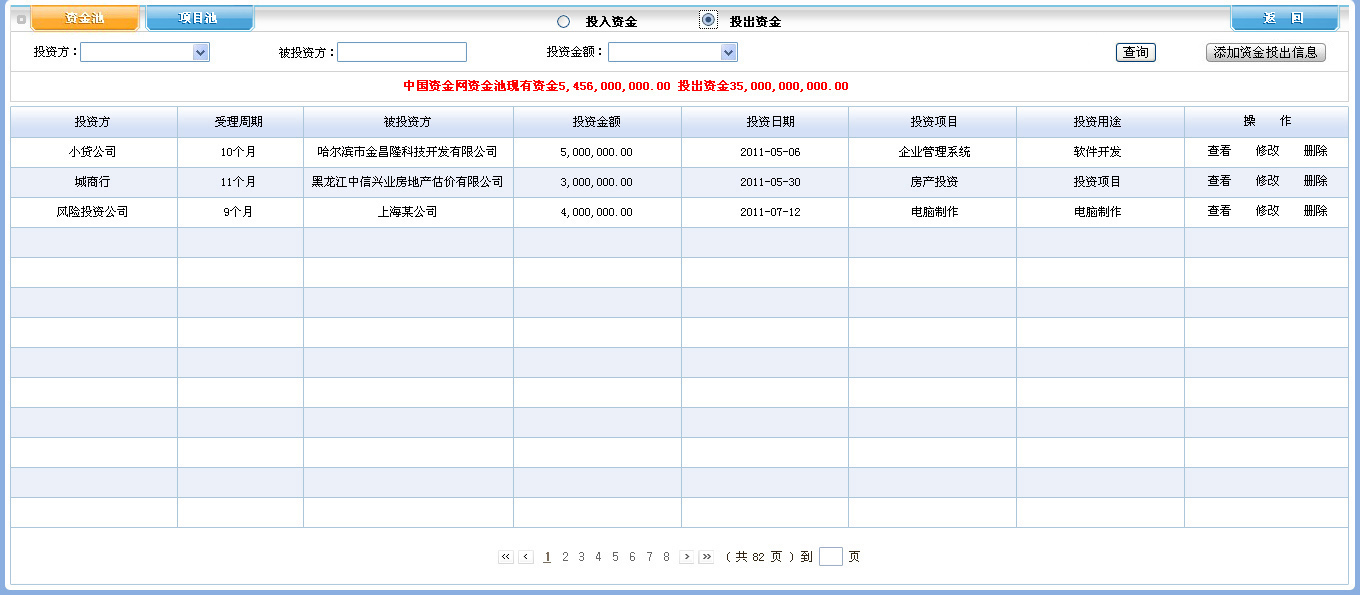 资金池 项目池 投入资金 投出资金 返 回
投资方： 被投资方： 投资金额： 查询 添加资金投出信息
中国资金网资金池现有资金5,456,000,000.00 投出资金35,000,000,000.00
投资方 受理周期 被投资方 投资金额 投资日期 投资项目 投资用途 操 作
小贷公司 10个月 哈尔滨市金昌隆科技开发有限公司 5,000,000.00 2011-05-06 企业管理系统 软件开发 查看 修改 删除
城商行 11个月 黑龙江中信兴业房地产估价有限公司 3,000,000.00 2011-05-30 房产投资 投资项目 查看 修改 删除
风险投资公司 9个月 上海某公司 4,000,000.00 2011-07-12 电脑制作 电脑制作 查看 修改 删除
« ‹ 1 2 3 4 5 6 7 8 › » （ 共 82 页 ）到 页